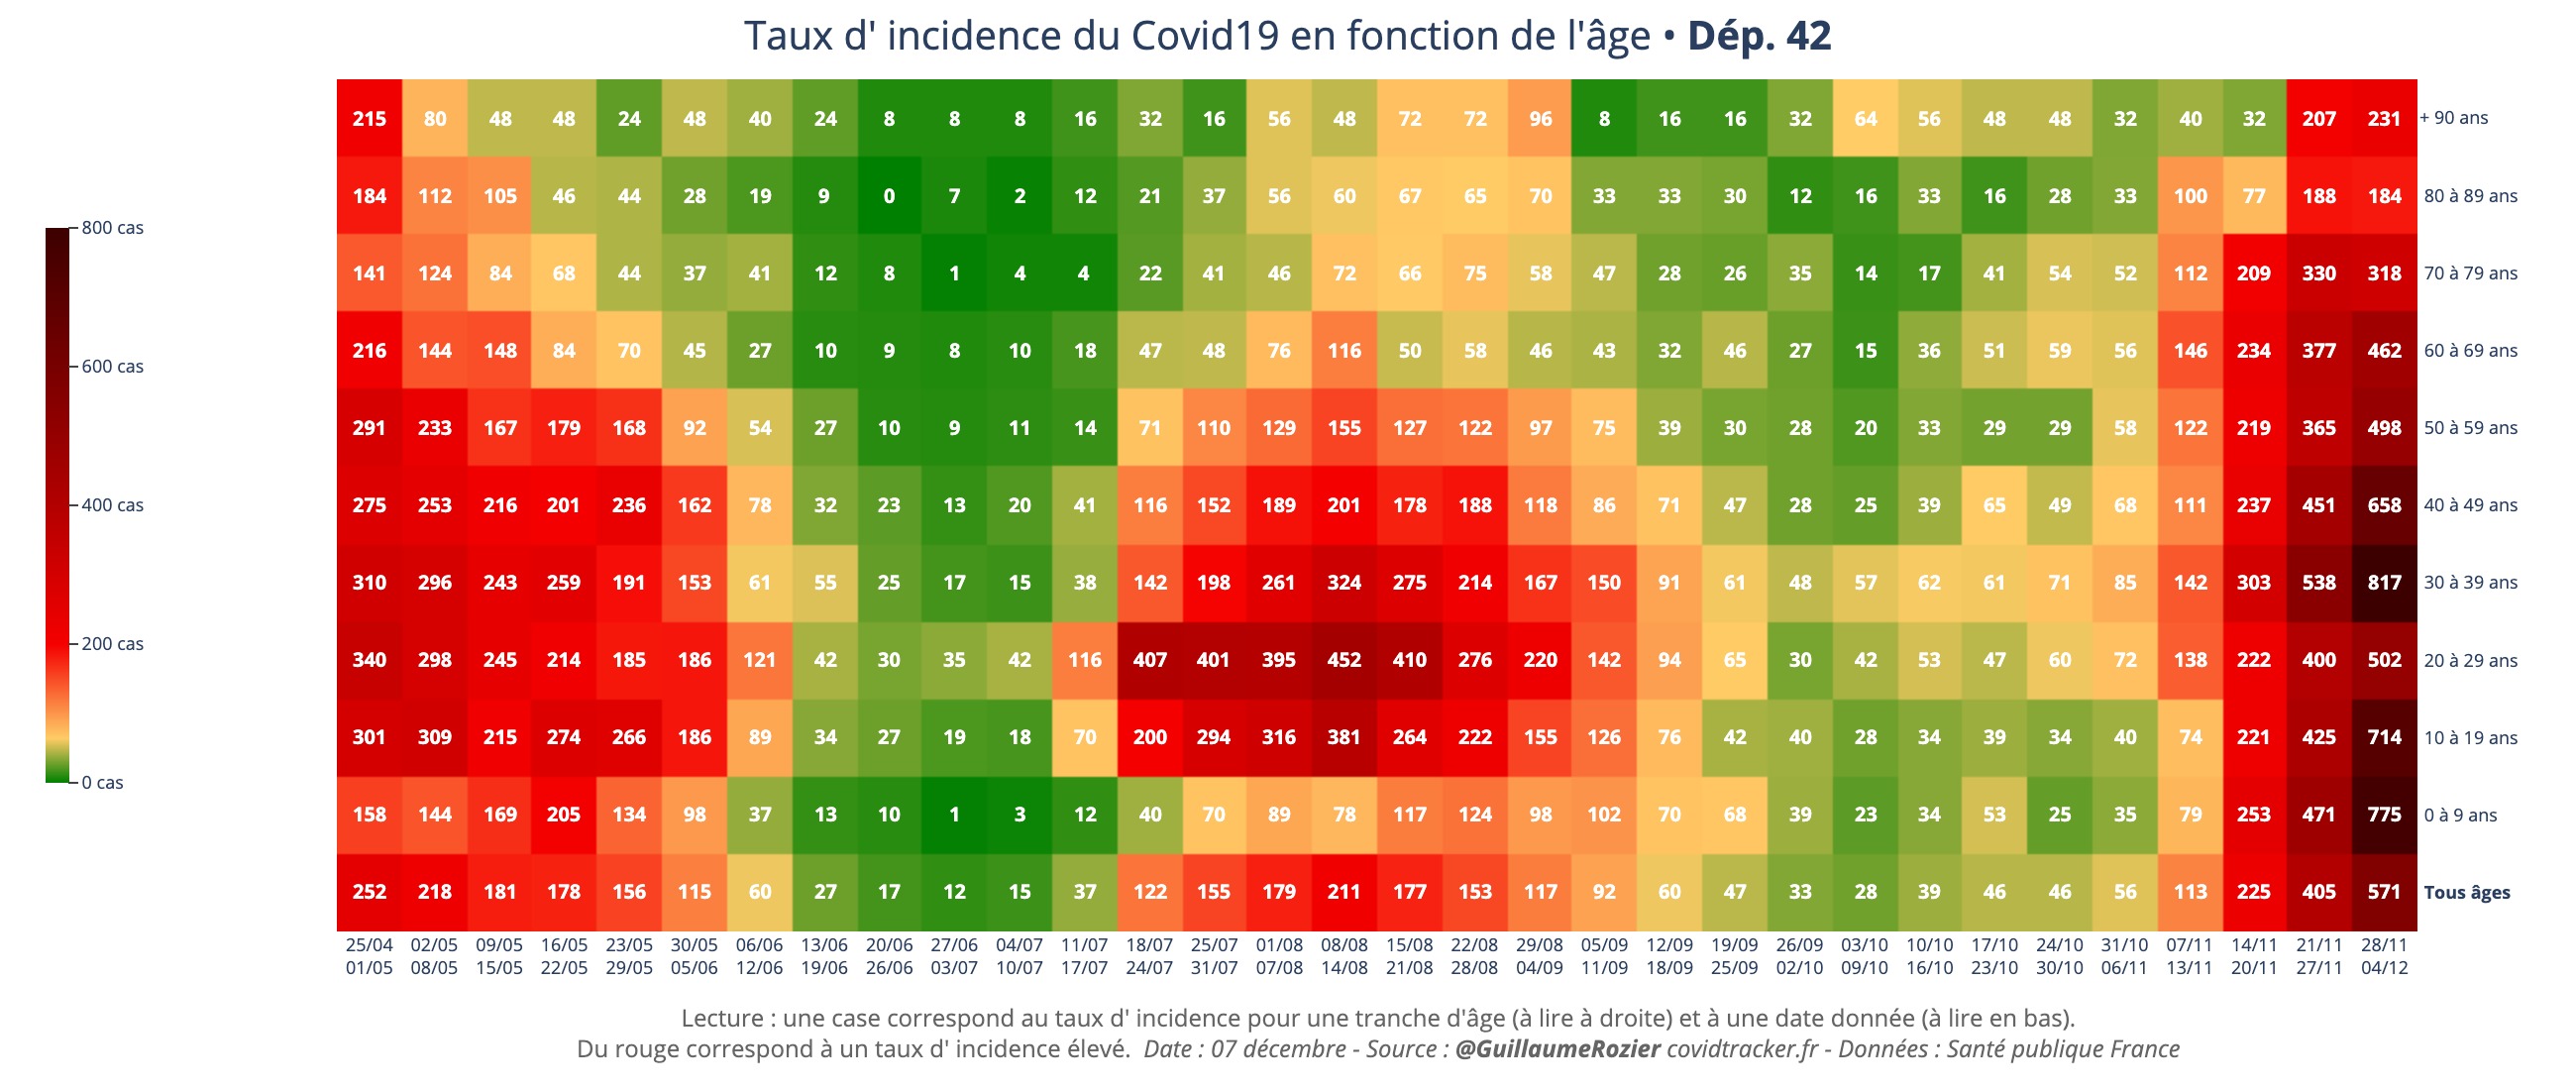 Taux d' incidence du Covid19 en fonction de l'âge • Dép. 42
800 cas
600 cas
400 cas
200 cas
0 cas
215 80 48 48 24 48 40 24 8 8 8 16 32 16 56 48 72 72 96 8 16 16 32 64 56 48 48 32 40 32 207 231 + 90 ans
184 112 105 46 44 28 19 9 0 7 2 12 21 37 56 60 67 65 70 33 33 30 12 16 33 16 28 33 100 77 188 184 80 à 89 ans
141 124 84 68 44 37 41 12 8 1 4 4 22 41 46 72 66 75 58 47 28 26 35 14 17 41 54 52 112 209 330 318 70 à 79 ans
216 144 148 84 70 45 27 10 9 8 10 18 47 48 76 116 50 58 46 43 32 46 27 15 36 51 59 56 146 234 377 462 60 à 69 ans
291 233 167 179 168 92 54 27 10 9 11 14 71 110 129 155 127 122 97 75 39 30 28 20 33 29 29 58 122 219 365 498 50 à 59 ans
275 253 216 201 236 162 78 32 23 13 20 41 116 152 189 201 178 188 118 86 71 47 28 25 39 65 49 68 111 237 451 658 40 à 49 ans
310 296 243 259 191 153 61 55 25 17 15 38 142 198 261 324 275 214 167 150 91 61 48 57 62 61 71 85 142 303 538 817 30 à 39 ans
340 298 245 214 185 186 121 42 30 35 42 116 407 401 395 452 410 276 220 142 94 65 30 42 53 47 60 72 138 222 400 502 20 à 29 ans
301 309 215 274 266 186 89 34 27 19 18 70 200 294 316 381 264 222 155 126 76 42 40 28 34 39 34 40 74 221 425 714 10 à 19 ans
158 144 169 205 134 98 37 13 10 1 3 12 40 70 89 78 117 124 98 102 70 68 39 23 34 53 25 35 79 253 471 775 0 à 9 ans
252 218 181 178 156 115 60 27 17 12 15 37 122 155 179 211 177 153 117 92 60 47 33 28 39 46 46 56 113 225 405 571 Tous âges
25/04 02/05 09/05 16/05 23/05 30/05 06/06 13/06 20/06 27/06 04/07 11/07 18/07 25/07 01/08 08/08 15/08 22/08 29/08 05/09 12/09 19/09 26/09 03/10 10/10 17/10 24/10 31/10 07/11 14/11 21/11 28/11
01/05 08/05 15/05 22/05 29/05 05/06 12/06 19/06 26/06 03/07 10/07 17/07 24/07 31/07 07/08 14/08 21/08 28/08 04/09 11/09 18/09 25/09 02/10 09/10 16/10 23/10 30/10 06/11 13/11 20/11 27/11 04/12
Lecture : une case correspond au taux d' incidence pour une tranche d'âge (à lire à droite) et à une date donnée (à lire en bas).
Du rouge correspond à un taux d' incidence élevé. Date : 07 décembre - Source : @GuillaumeRozier covidtracker.fr - Données : Santé publique France